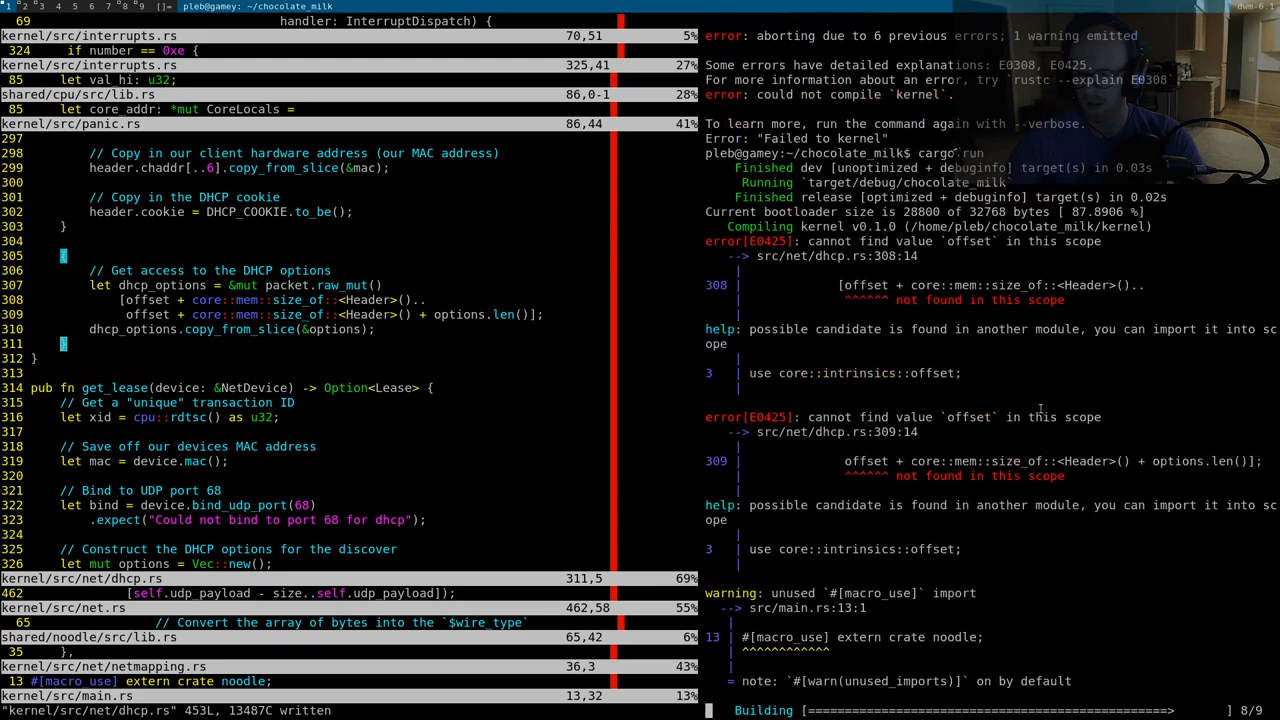 1 2 3 4 5 6 7 8 9 []= pleb@gamey: ~/chocolate_milk dwm-6.1
69 handler: InterruptDispatch) {
kernel/src/interrupts.rs 70,51 5%
324 if number == 0xe {
kernel/src/interrupts.rs 325,41 27%
85 let val_hi: u32;
shared/cpu/src/lib.rs 86,0-1 28%
85 let core_addr: *mut CoreLocals =
kernel/src/panic.rs 86,44 41%
297
298 // Copy in our client hardware address (our MAC address)
299 header.chaddr[..6].copy_from_slice(&mac);
300
301 // Copy in the DHCP cookie
302 header.cookie = DHCP_COOKIE.to_be();
303 }
304
305 {
306 // Get access to the DHCP options
307 let dhcp_options = &mut packet.raw_mut()
308 [offset + core::mem::size_of::<Header>()..
309 offset + core::mem::size_of::<Header>() + options.len()];
310 dhcp_options.copy_from_slice(&options);
311 }
312 }
313
314 pub fn get_lease(device: &NetDevice) -> Option<Lease> {
315 // Get a "unique" transaction ID
316 let xid = cpu::rdtsc() as u32;
317
318 // Save off our devices MAC address
319 let mac = device.mac();
320
321 // Bind to UDP port 68
322 let bind = device.bind_udp_port(68)
323 .expect("Could not bind to port 68 for dhcp");
324
325 // Construct the DHCP options for the discover
326 let mut options = Vec::new();
kernel/src/net/dhcp.rs 311,5 69%
462 [self.udp_payload - size..self.udp_payload]);
kernel/src/net.rs 462,58 55%
65 // Convert the array of bytes into the `$wire_type`
shared/noodle/src/lib.rs 65,42 6%
35 },
kernel/src/net/netmapping.rs 36,3 43%
13 #[macro_use] extern crate noodle;
kernel/src/main.rs 13,32 13%
"kernel/src/net/dhcp.rs" 453L, 13487C written
error: aborting due to 6 previous errors; 1 warning emitted
Some errors have detailed explanations: E0308, E0425.
For more information about an error, try `rustc --explain E0308`
error: could not compile `kernel`.
To learn more, run the command again with --verbose.
Error: "Failed to kernel"
pleb@gamey:~/chocolate_milk$ cargo run
Finished dev [unoptimized + debuginfo] target(s) in 0.03s
Running `target/debug/chocolate_milk`
Finished release [optimized + debuginfo] target(s) in 0.02s
Current bootloader size is 28800 of 32768 bytes [ 87.8906 %]
Compiling kernel v0.1.0 (/home/pleb/chocolate_milk/kernel)
error[E0425]: cannot find value `offset` in this scope
--> src/net/dhcp.rs:308:14
|
308 | [offset + core::mem::size_of::<Header>()..
| ^^^^^^ not found in this scope
|
help: possible candidate is found in another module, you can import it into sc
ope
|
3 | use core::intrinsics::offset;
|
error[E0425]: cannot find value `offset` in this scope
--> src/net/dhcp.rs:309:14
|
309 | offset + core::mem::size_of::<Header>() + options.len()];
| ^^^^^^ not found in this scope
|
help: possible candidate is found in another module, you can import it into sc
ope
|
3 | use core::intrinsics::offset;
|
warning: unused `#[macro_use]` import
--> src/main.rs:13:1
|
13 | #[macro_use] extern crate noodle;
| ^^^^^^^^^^^^
|
= note: `#[warn(unused_imports)]` on by default
Building [=================================================> ] 8/9